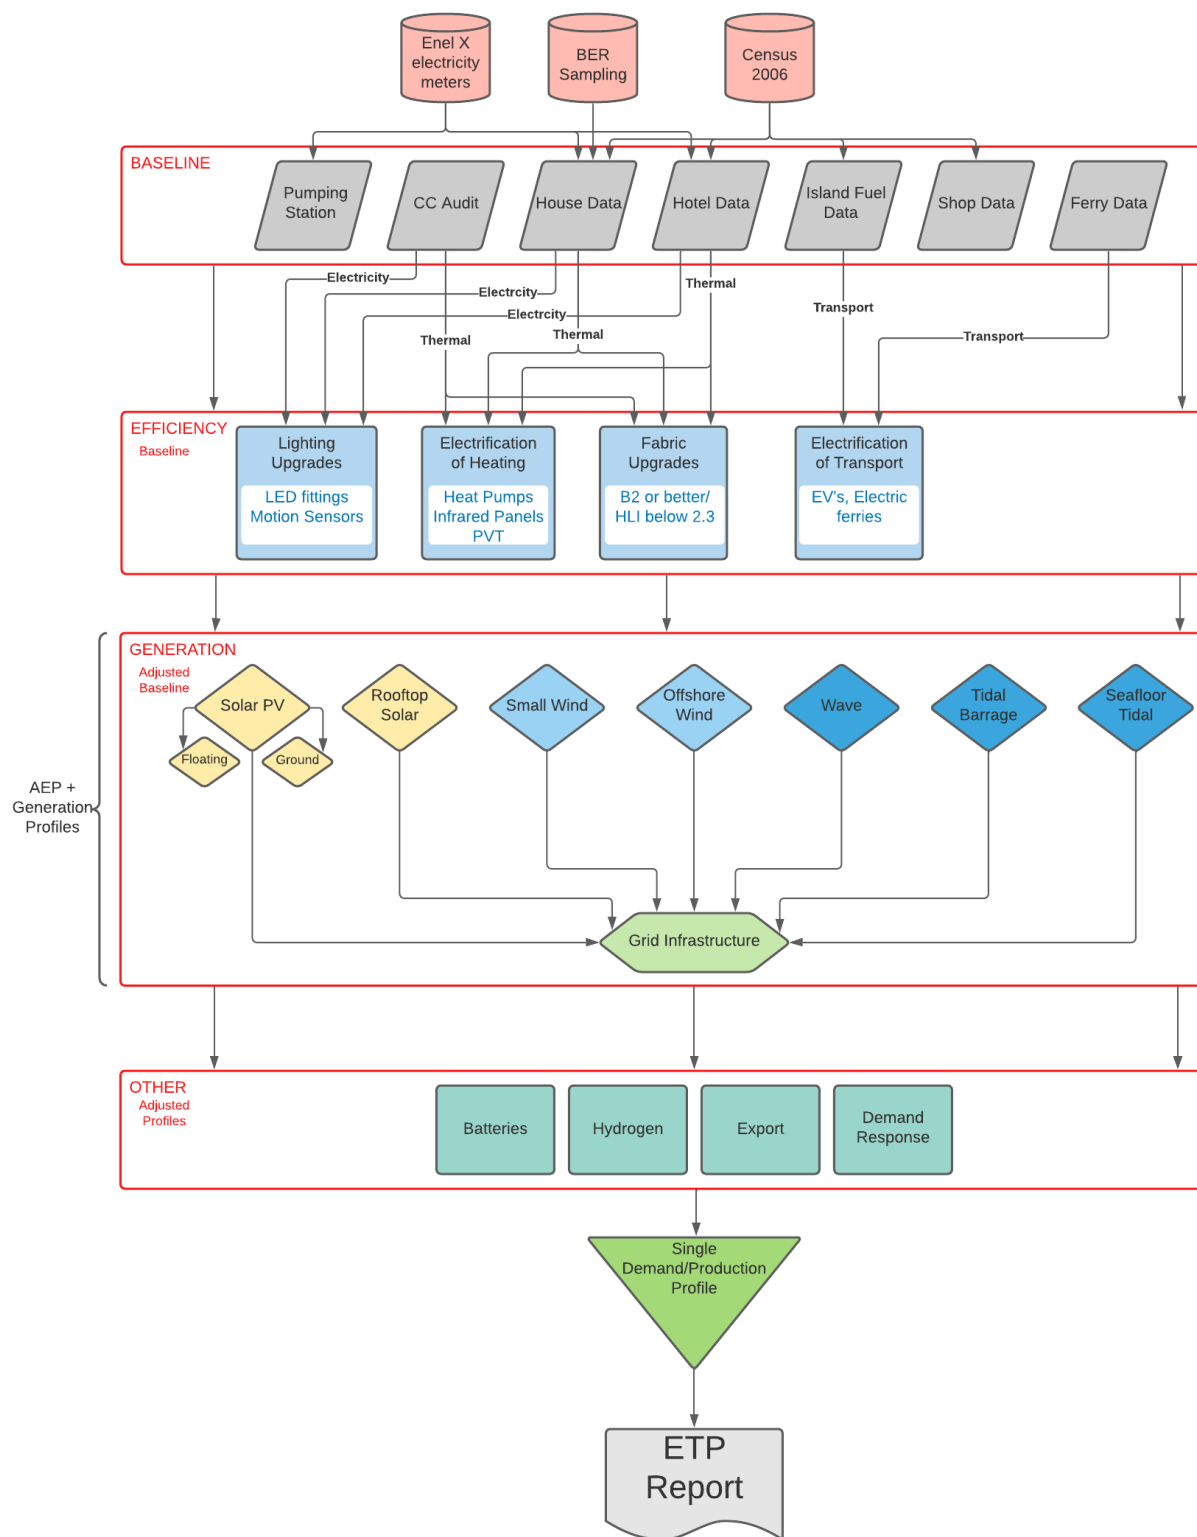 Enel X
electricity
meters
BER
Sampling
Census
2006
BASELINE
Pumping
Station
CC Audit
House Data
Hotel Data
Island Fuel
Data
Shop Data
Ferry Data
Electricity
Electrcity
Electrcity
Thermal
Thermal
Thermal
Transport
Transport
EFFICIENCY
Baseline
Lighting
Upgrades
LED fittings
Motion Sensors
Electrification
of Heating
Heat Pumps
Infrared Panels
PVT
Fabric
Upgrades
B2 or better/
HLI below 2.3
Electrification
of Transport
EV's, Electric
ferries
AEP +
Generation
Profiles
GENERATION
Adjusted
Baseline
Solar PV
Floating
Ground
Rooftop
Solar
Small Wind
Offshore
Wind
Wave
Tidal
Barrage
Seafloor
Tidal
Grid Infrastructure
OTHER
Adjusted
Profiles
Batteries
Hydrogen
Export
Demand
Response
Single
Demand/Production
Profile
ETP
Report